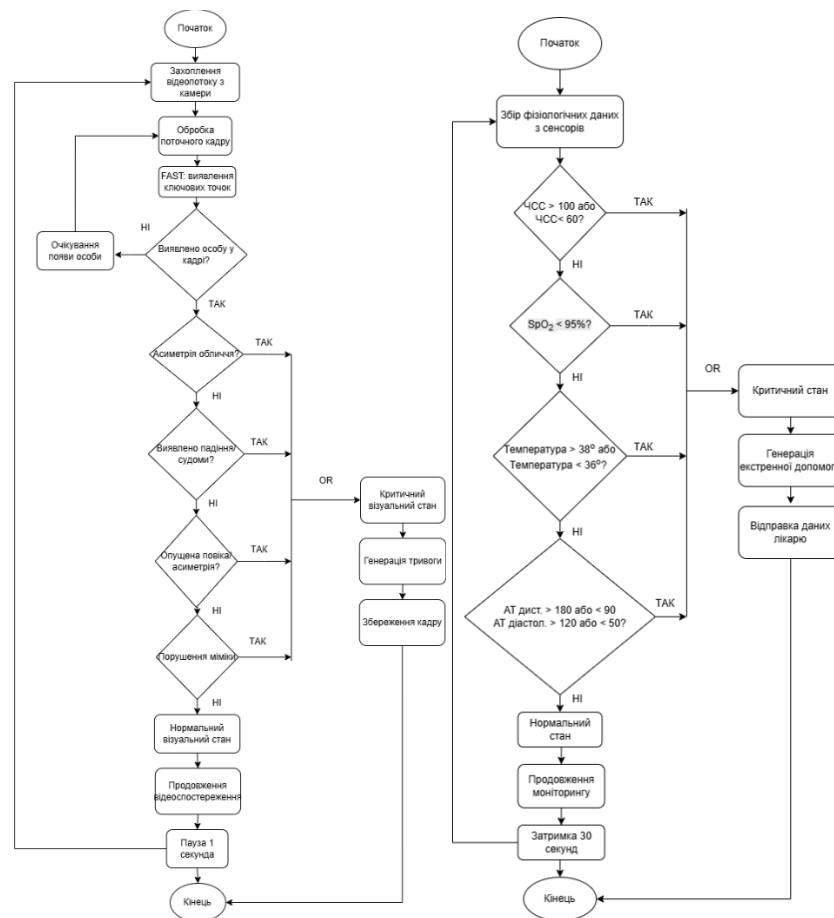 Початок
Захоплення
відеопотоку з
камери
Обробка
поточного кадру
FAST: виявлення
ключових точок
НІ
Очікування
появи особи
Виявлено особу у
кадрі?
ТАК
Асиметрія обличчя?
ТАК
НІ
Виявлено падіння/
судоми?
ТАК
НІ
Опущена повіка/
асиметрія?
ТАК
НІ
Порушення міміки
ТАК
НІ
Нормальний
візуальний стан
Продовження
відеоспостереження
Пауза 1
секунда
Кінець
OR
Критичний
візуальний стан
Генерація тривоги
Збереження кадру
Початок
Збір фізіологічних даних
з сенсорів
ЧСС > 100 або
ЧСС< 60?
ТАК
НІ
SpO₂ < 95%?
ТАК
НІ
Температура > 38° або
Температура < 36°?
ТАК
НІ
АТ дист. > 180 або < 90
АТ діастол. > 120 або < 50?
ТАК
НІ
Нормальний
стан
Продовження
моніторингу
Затримка 30
секунд
Кінець
OR
Критичний стан
Генерація
екстренної допомог
Відправка даних
лікарю